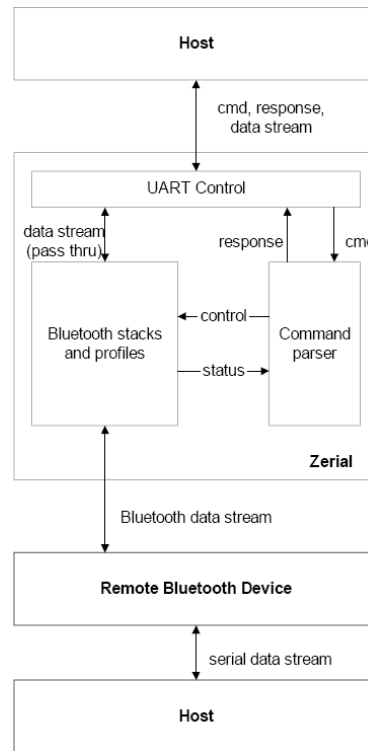 Host
cmd, response,
data stream
UART Control
data stream
(pass thru)
response
cmd
Bluetooth stacks
and profiles
control
status
Command
parser
Zerial
Bluetooth data stream
Remote Bluetooth Device
serial data stream
Host